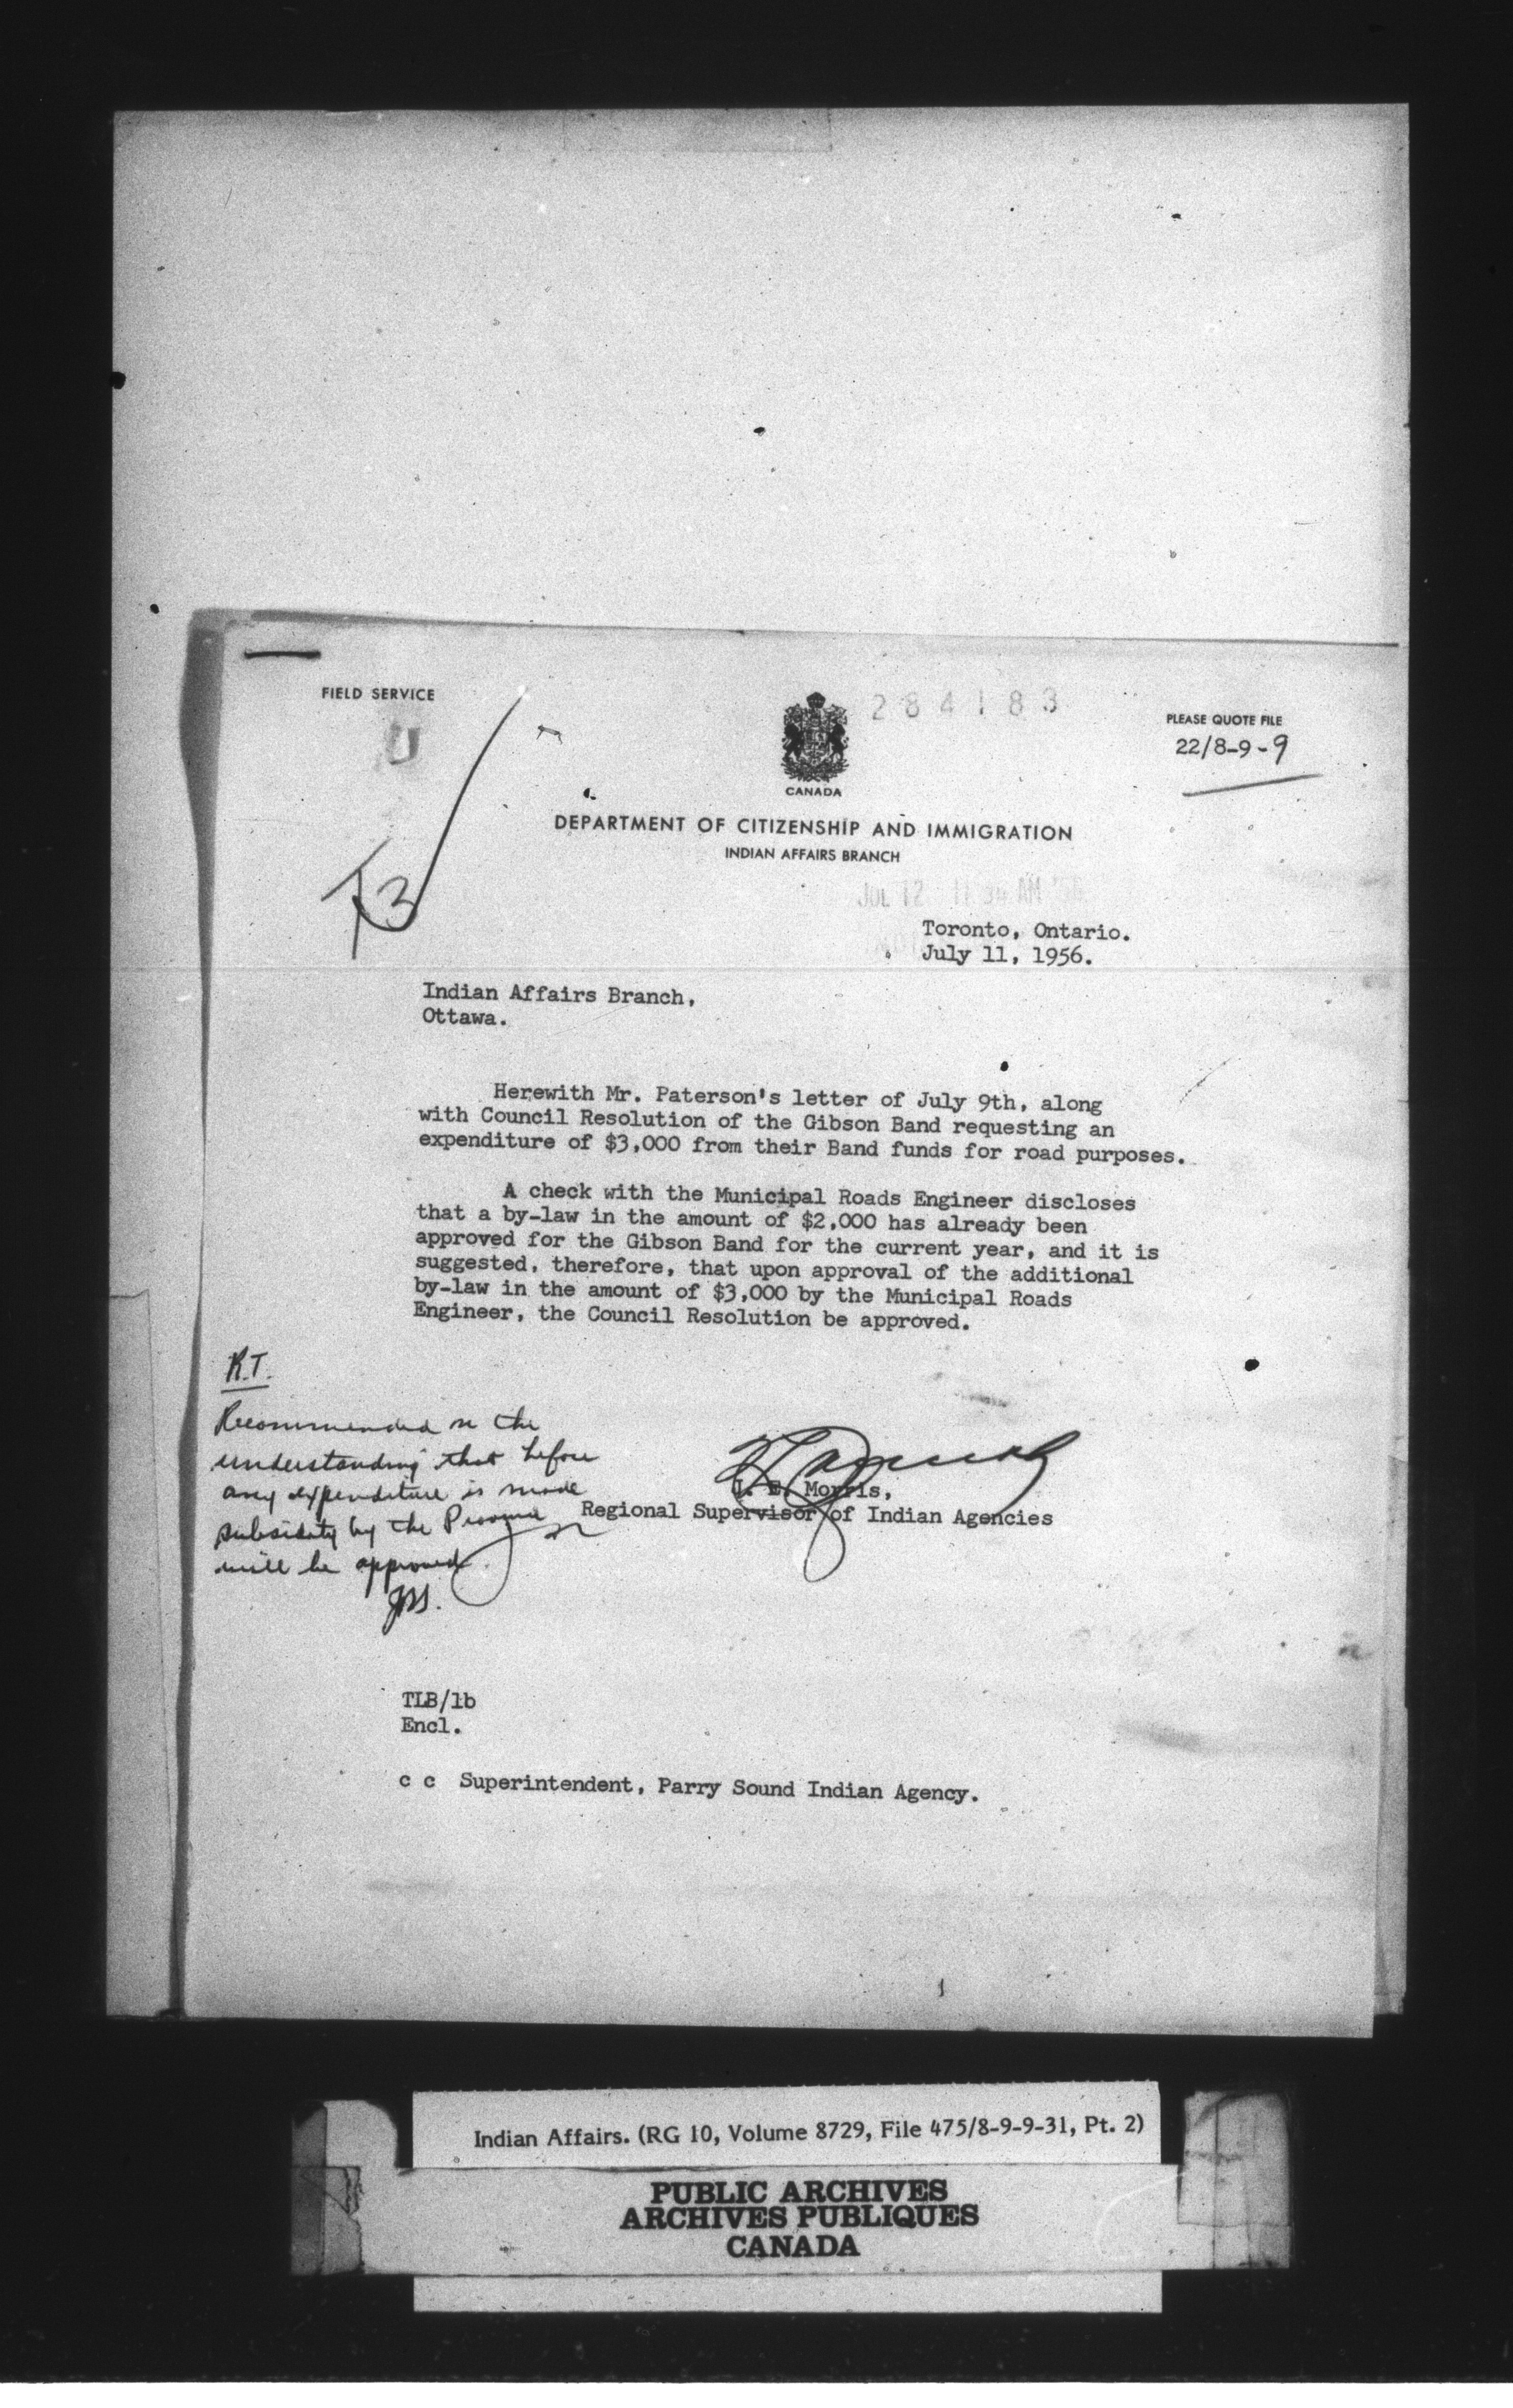 FIELD SERVICE
284183
PLEASE QUOTE FILE
22/8-9-9
CANADA
DEPARTMENT OF CITIZENSHIP AND IMMIGRATION
INDIAN AFFAIRS BRANCH
JUL 12 11 34 AM '56
Toronto, Ontario.
July 11, 1956.
Indian Affairs Branch,
Ottawa.
Herewith Mr. Paterson's letter of July 9th, along
with Council Resolution of the Gibson Band requesting an
expenditure of $3,000 from their Band funds for road purposes.
A check with the Municipal Roads Engineer discloses
that a by-law in the amount of $2,000 has already been
approved for the Gibson Band for the current year, and it is
suggested, therefore, that upon approval of the additional
by-law in the amount of $3,000 by the Municipal Roads
Engineer, the Council Resolution be approved.
R.T.
Recommended on the
understanding that before
any expenditure is made
subsidity by the Province
will be approved.
J. E. Morris,
Regional Supervisor of Indian Agencies
TLB/lb
Encl.
c c Superintendent, Parry Sound Indian Agency.
Indian Affairs. (RG 10, Volume 8729, File 475/8-9-9-31, Pt. 2)
PUBLIC ARCHIVES
ARCHIVES PUBLIQUES
CANADA